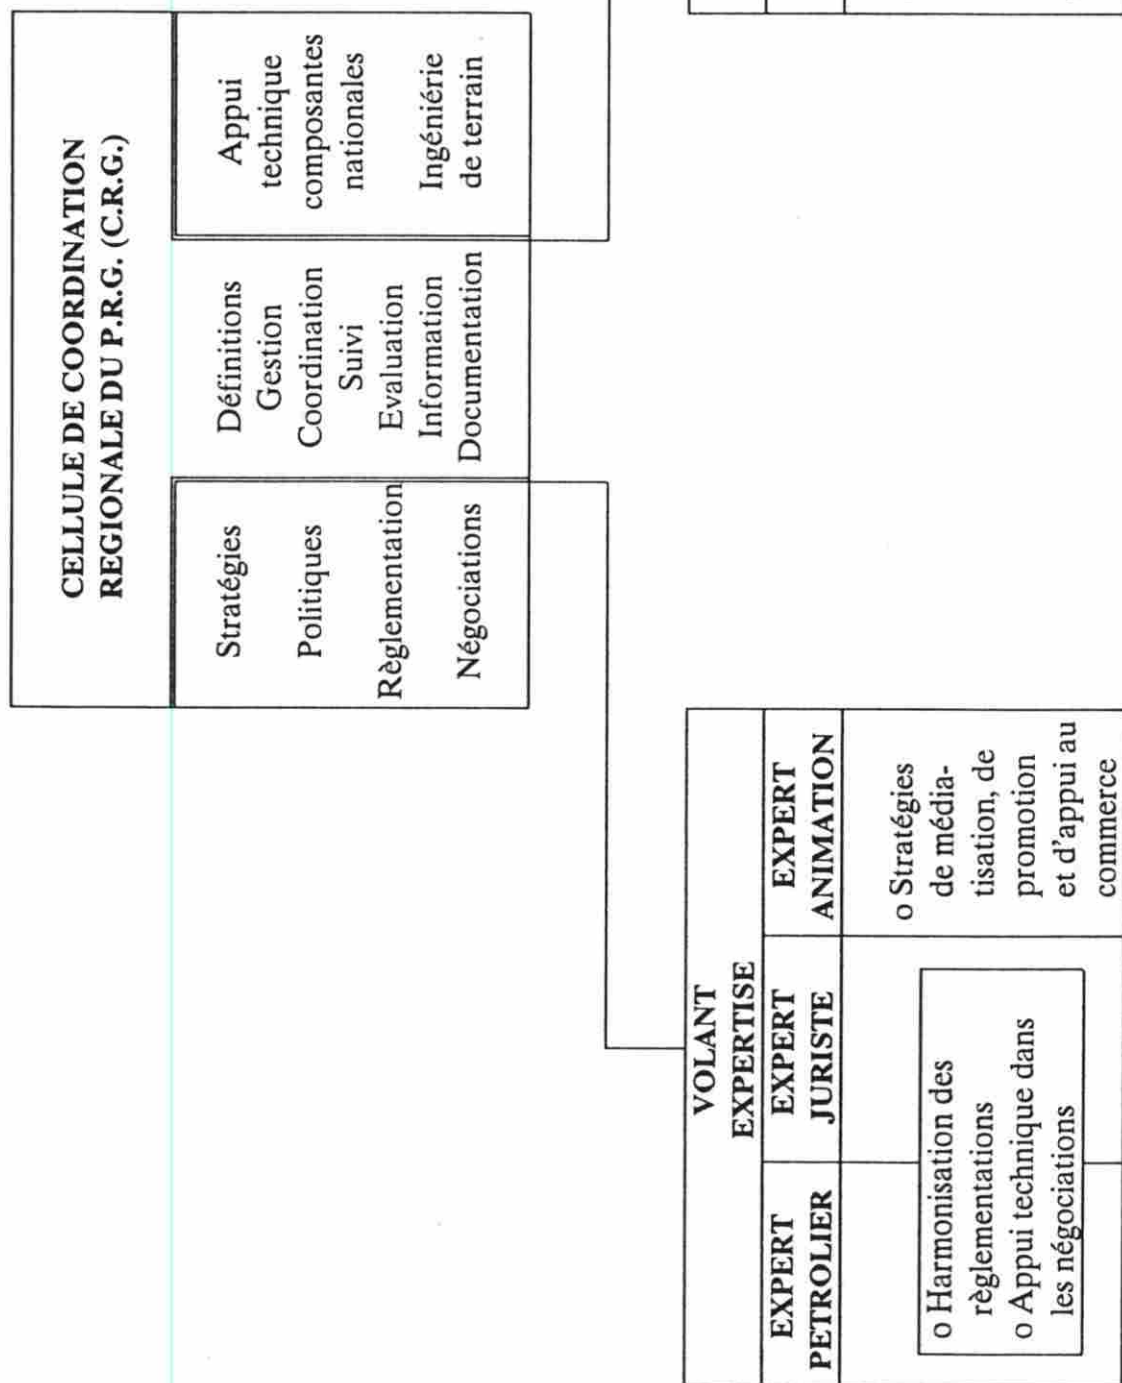 CELLULE DE COORDINATION
REGIONALE DU P.R.G. (C.R.G.)
Stratégies
Politiques
Règlementation
Négociations
Définitions
Gestion
Coordination
Suivi
Evaluation
Information
Documentation
Appui
technique
composantes
nationales
Ingéniérie
de terrain
VOLANT
EXPERTISE
EXPERT
PETROLIER
EXPERT
JURISTE
EXPERT
ANIMATION
o Harmonisation des
règlementations
o Appui technique dans
les négociations
o Stratégies
de média-
tisation, de
promotion
et d'appui au
commerce